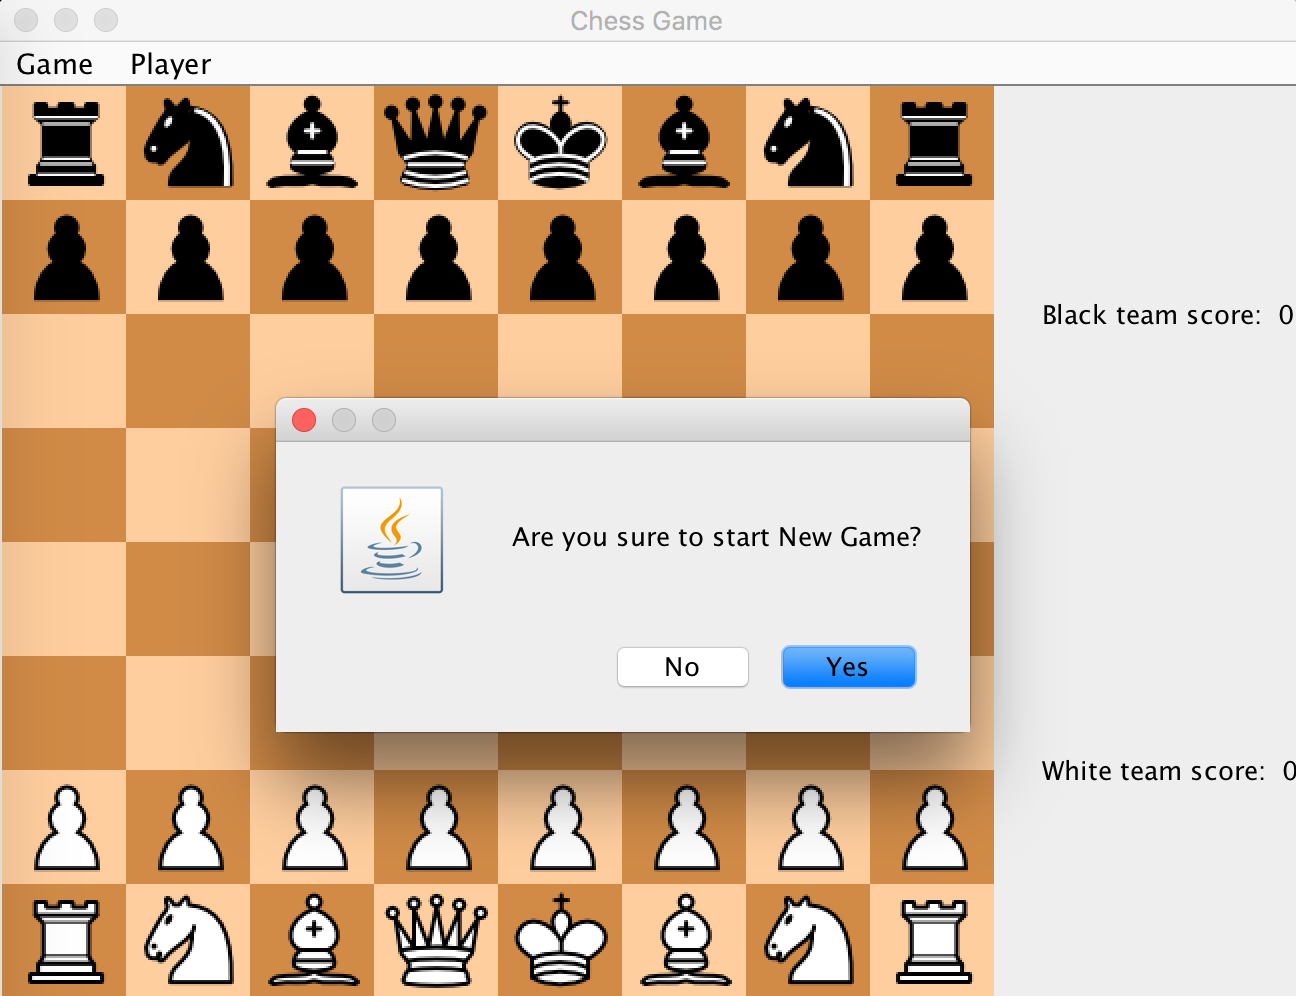 Chess Game
Game Player
Black team score: 0
Are you sure to start New Game?
No Yes
White team score: 0